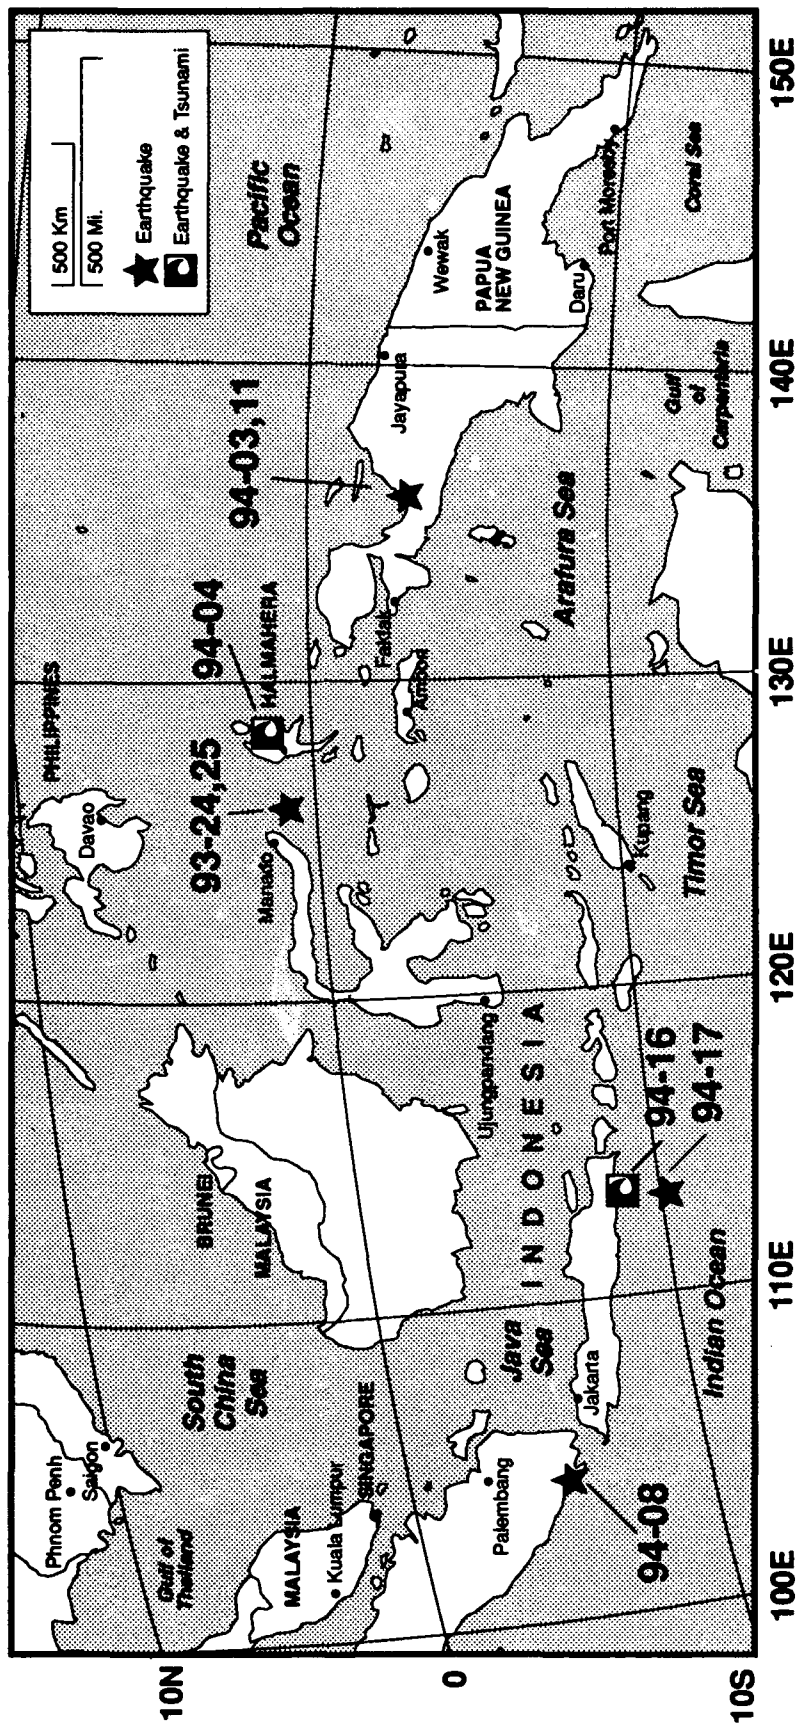 500 Km
500 Mi.
Earthquake
Earthquake & Tsunami
Pacific
Ocean
PHILIPPINES
Davao
Phnom Penh
Saigon
Gulf of
Thailand
South
China
Sea
BRUNEI
MALAYSIA
MALAYSIA
Kuala Lumpur
SINGAPORE
93-24,25
94-04
HALMAHERA
94-03,11
Manado
Jayapura
Wewak
PAPUA
NEW GUINEA
Fakfak
Ambon
Daru
Port Moresby
Palembang
Java
Sea
Ujungpandang
INDONESIA
Jakarta
Arafura Sea
Kupang
Timor Sea
Gulf
of
Carpentaria
Coral Sea
94-08
94-16
94-17
Indian Ocean
10N
0
10S
100E
110E
120E
130E
140E
150E